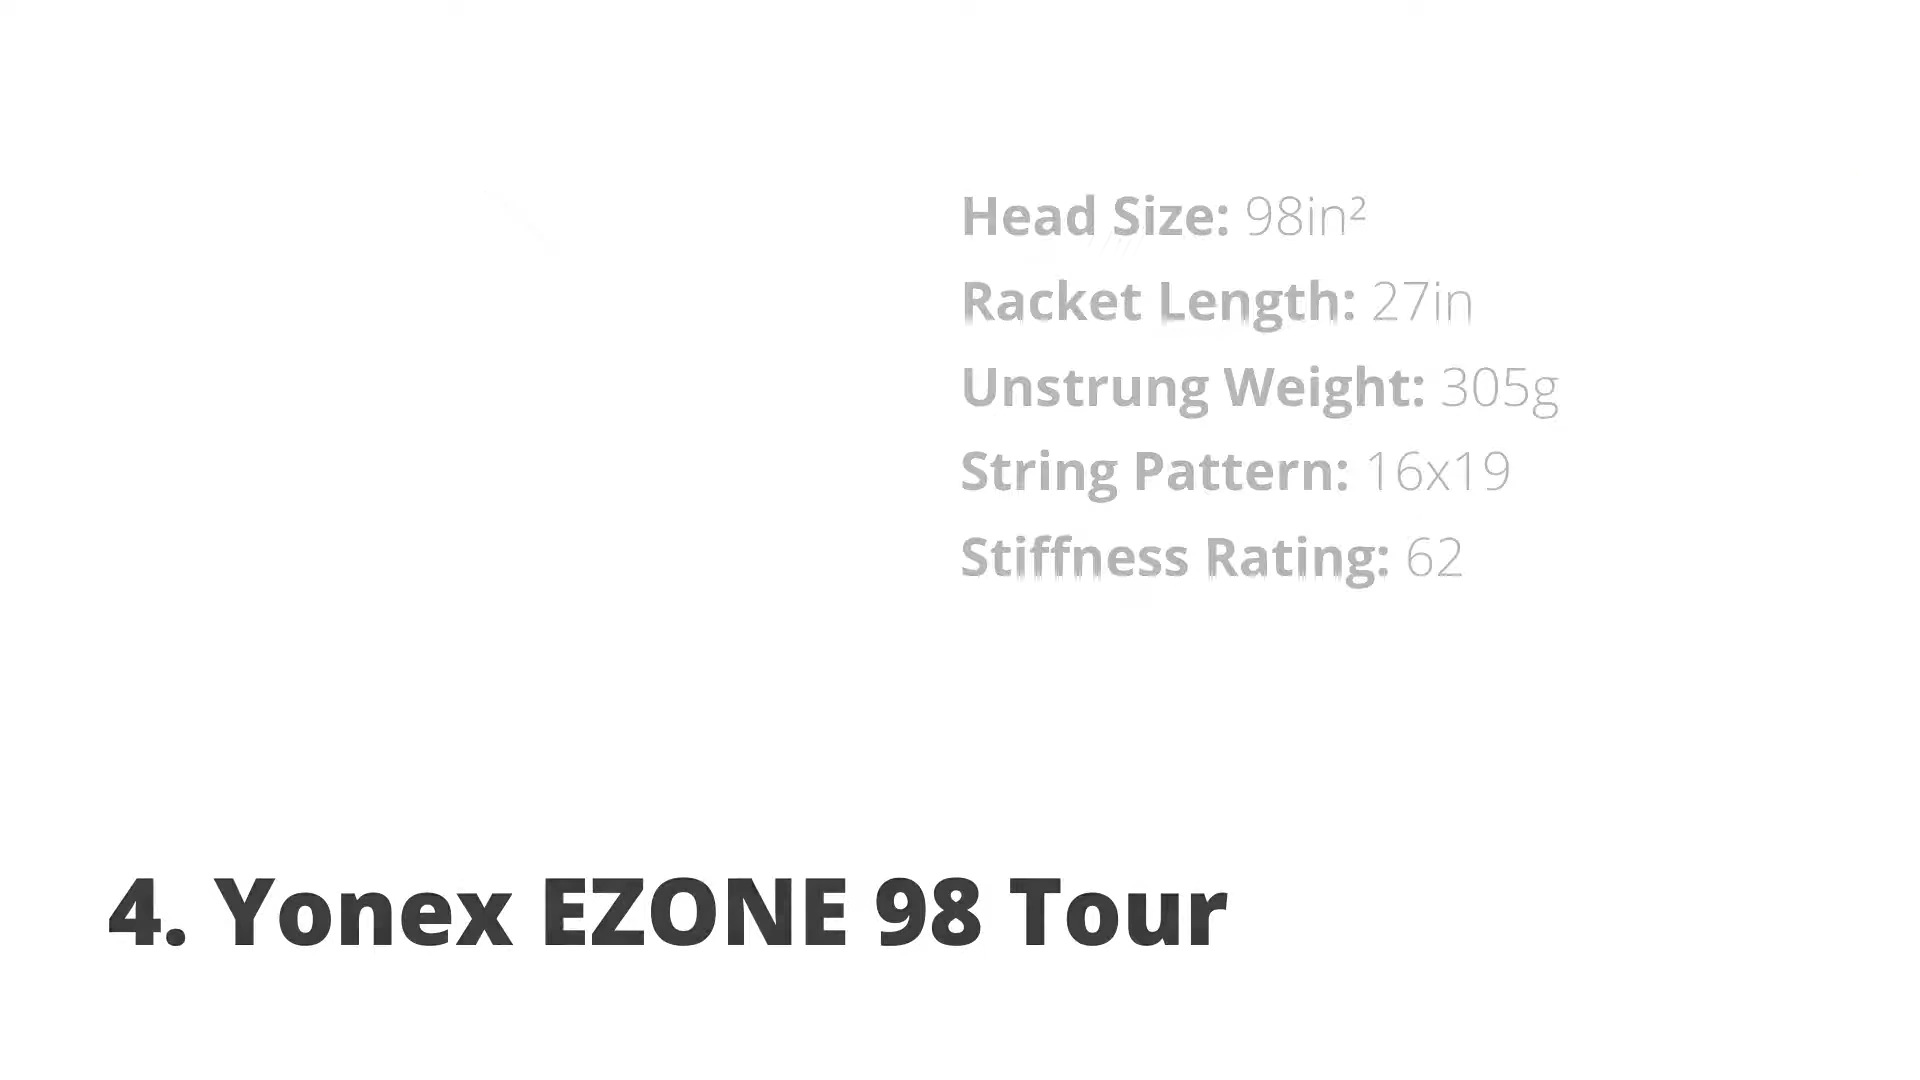 Head Size: 98in²
Racket Length: 27in
Unstrung Weight: 305g
String Pattern: 16x19
Stiffness Rating: 62
4. Yonex EZONE 98 Tour